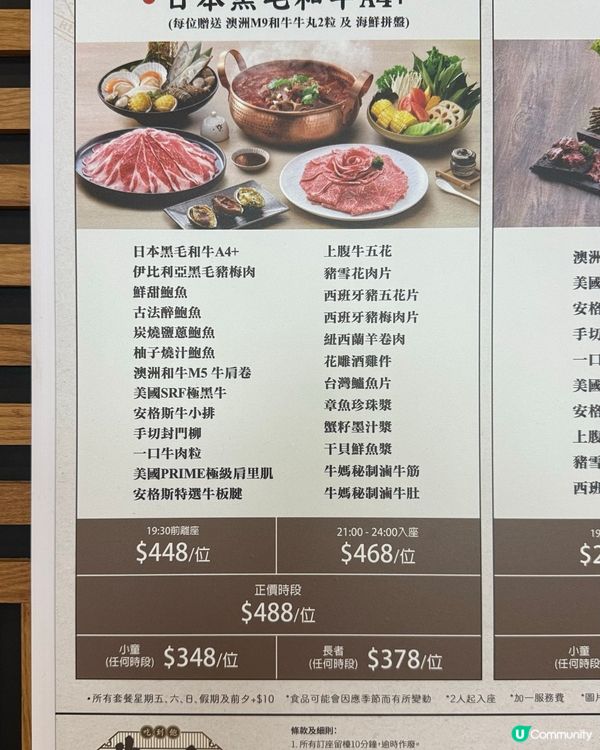 日本黑毛和牛A4+
(每位贈送 澳洲M9和牛牛丸2粒 及 海鮮拼盤)
日本黑毛和牛A4+
伊比利亞黑毛豬梅肉
鮮甜鮑魚
古法醉鮑魚
炭燒鹽蔥鮑魚
柚子燒汁鮑魚
澳洲和牛M5 牛肩卷
美國SRF極黑牛
安格斯牛小排
手切封門柳
一口牛肉粒
美國PRIME極級肩里肌
安格斯特選牛板腱
上腹牛五花
豬雪花肉片
西班牙豬五花片
西班牙豬梅肉片
紐西蘭羊卷肉
花雕酒雞件
台灣鱸魚片
章魚珍珠漿
蟹籽墨汁漿
干貝鮮魚漿
牛媽秘制滷牛筋
牛媽秘制滷牛肚
19:30前離座
$448/位
21:00 - 24:00入座
$468/位
正價時段
$488/位
小童
(任何時段) $348/位
長者
(任何時段) $378/位
•所有套餐星期五、六、日、假期及前夕+$10 *食品可能會因應季節而有所變動 *2人起入座 *加一服務費 *圖
吃到飽
條款及細則:
1. 所有訂座留檯10分鐘，逾時作廢。
澳洲
美國
安格
手切
一口
美國
安格
上腹
豬雪
西班
19
$2
小童
(任何時段)
U Community